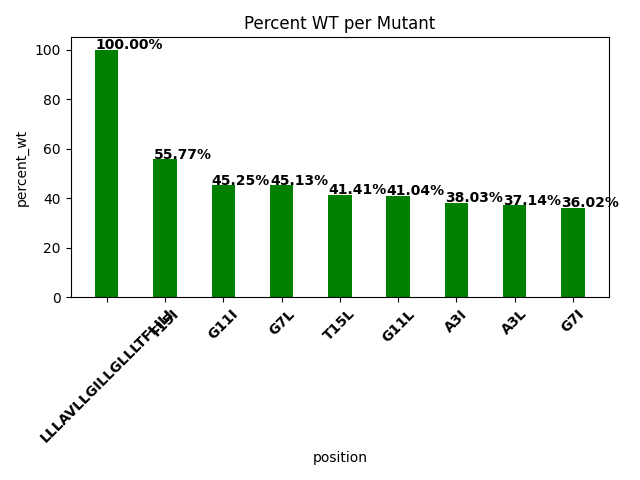 Percent WT per Mutant
percent_wt
100
80
60
40
20
0
100.00%
55.77%
45.25%
45.13%
41.41%
41.04%
38.03%
37.14%
36.02%
T15I
G11I
G7L
T15L
G11L
A3I
A3L
G7I
position